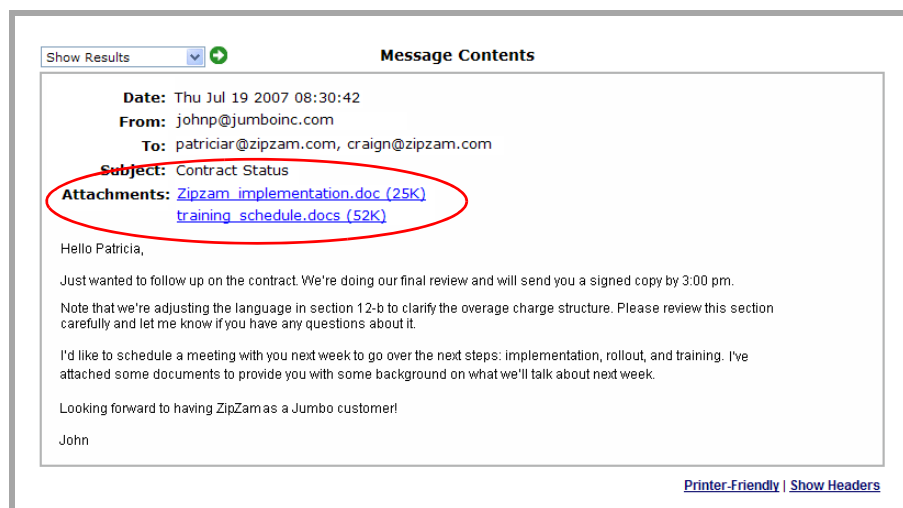 Show Results
Message Contents
Date: Thu Jul 19 2007 08:30:42
From: johnp@jumboinc.com
To: patriciar@zipzam.com, craign@zipzam.com
Subject: Contract Status
Attachments: Zipzam_implementation.doc (25K)
training_schedule.docs (52K)
Hello Patricia,
Just wanted to follow up on the contract. We're doing our final review and will send you a signed copy by 3:00 pm.
Note that we're adjusting the language in section 12-b to clarify the overage charge structure. Please review this section
carefully and let me know if you have any questions about it.
I'd like to schedule a meeting with you next week to go over the next steps: implementation, rollout, and training. I've
attached some documents to provide you with some background on what we'll talk about next week.
Looking forward to having ZipZam as a Jumbo customer!
John
Printer-Friendly | Show Headers